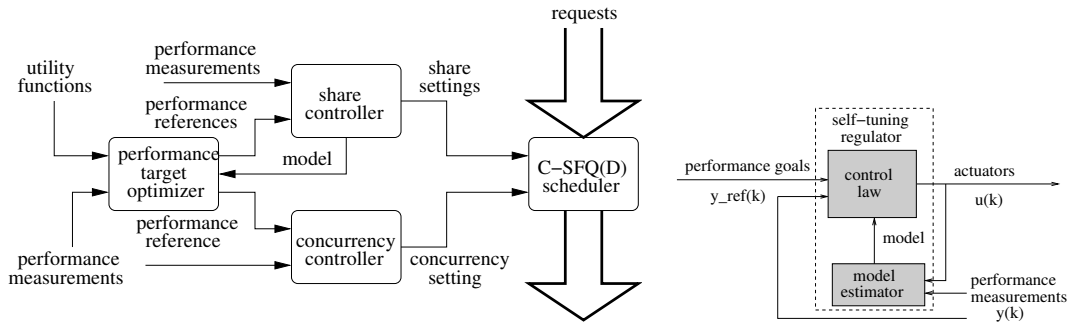 requests
performance
measurements
utility
functions
share
settings
share
controller
performance
references
model
performance
target
optimizer
C-SFQ(D)
scheduler
performance
reference
concurrency
controller
concurrency
setting
performance
measurements
self-tuning
regulator
performance goals
y_ref(k)
control
law
actuators
u(k)
model
model
estimator
performance
measurements
y(k)